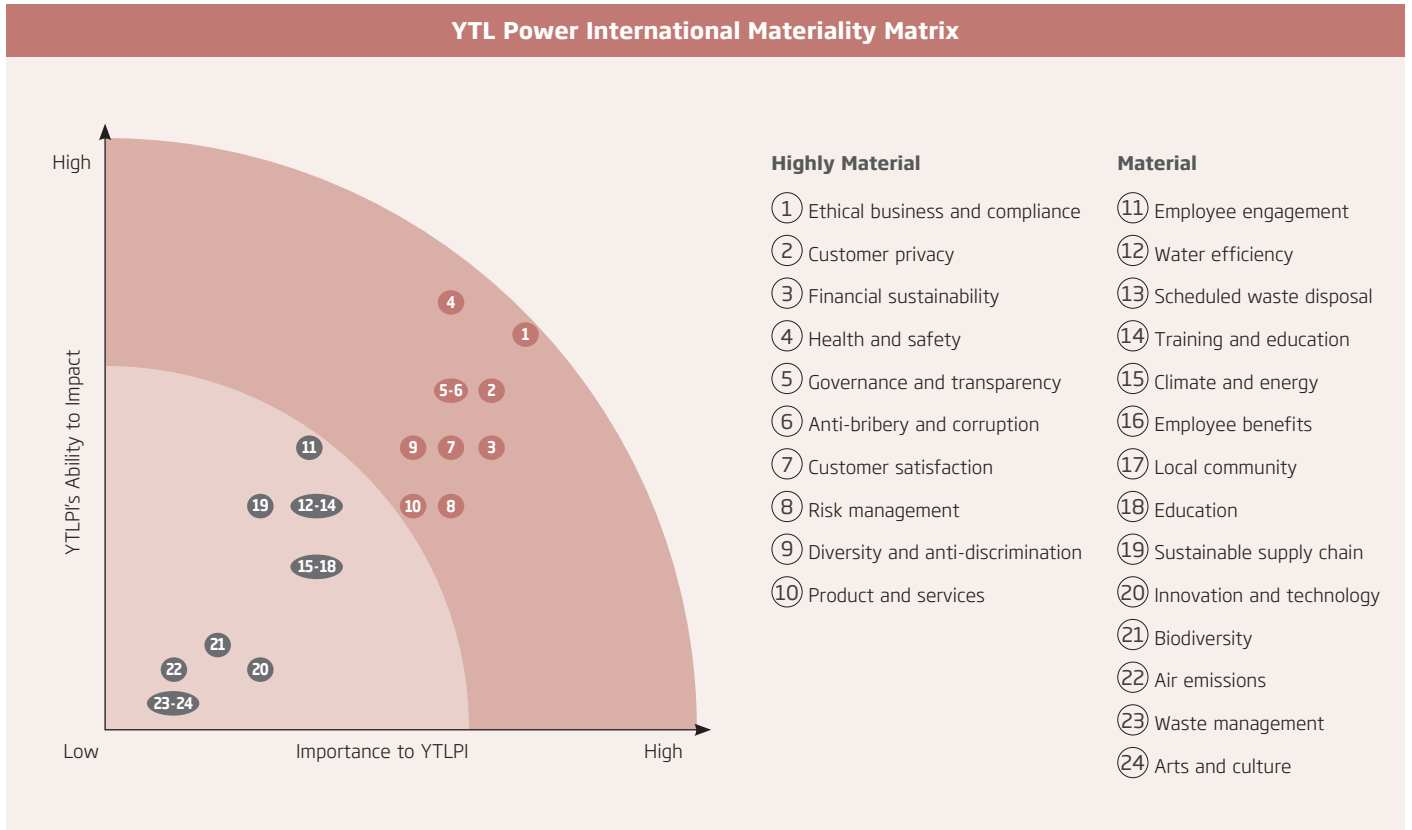 YTL Power International Materiality Matrix
High
YTLPI's Ability to Impact
4
1
5-6
2
11
9
7
3
19
12-14
10
8
15-18
21
22
20
23-24
Low
Importance to YTLPI
High
Highly Material
1 Ethical business and compliance
2 Customer privacy
3 Financial sustainability
4 Health and safety
5 Governance and transparency
6 Anti-bribery and corruption
7 Customer satisfaction
8 Risk management
9 Diversity and anti-discrimination
10 Product and services
Material
11 Employee engagement
12 Water efficiency
13 Scheduled waste disposal
14 Training and education
15 Climate and energy
16 Employee benefits
17 Local community
18 Education
19 Sustainable supply chain
20 Innovation and technology
21 Biodiversity
22 Air emissions
23 Waste management
24 Arts and culture